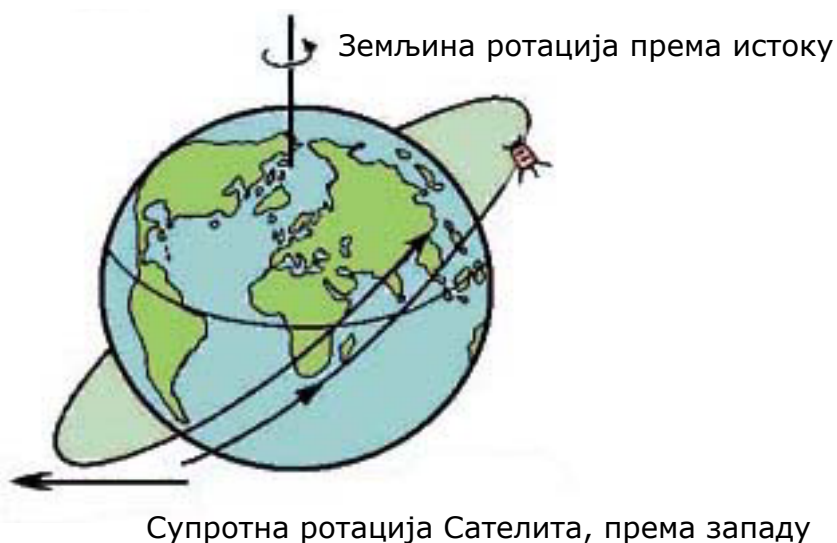 Земљина ротација према истоку
Супротна ротација Сателита, према западу